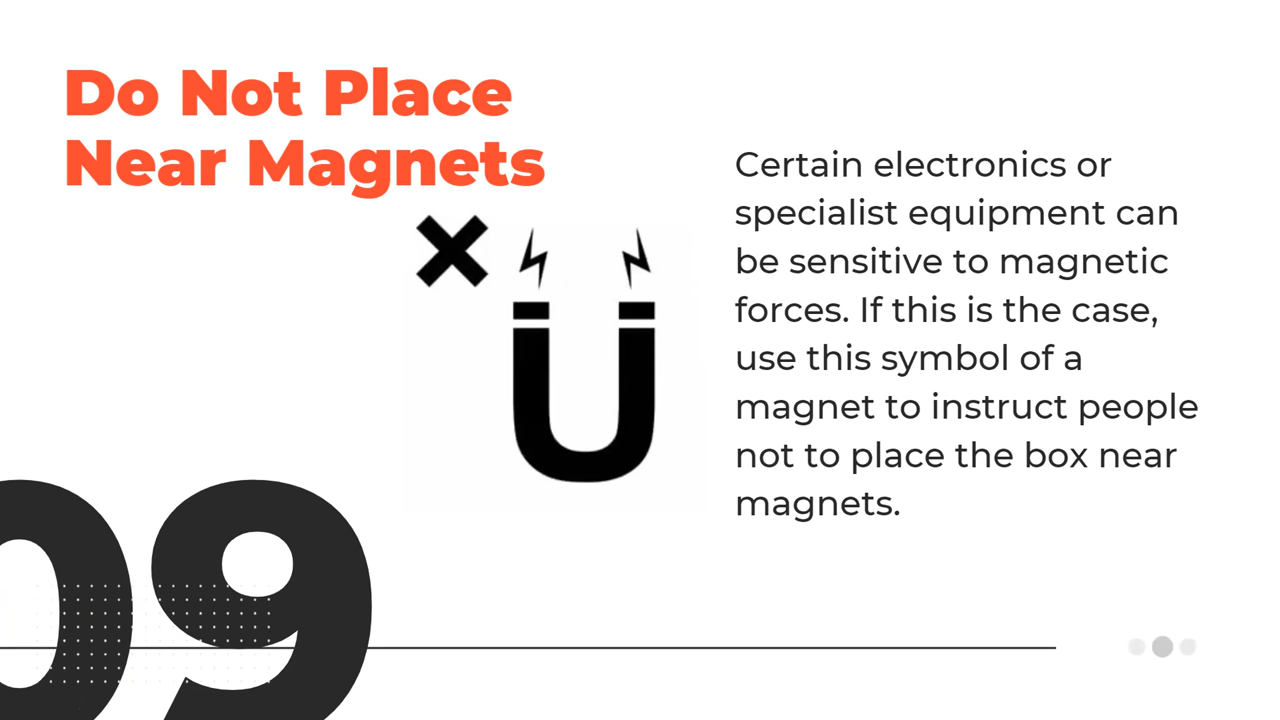 Do Not Place
Near Magnets
Certain electronics or
specialist equipment can
be sensitive to magnetic
forces. If this is the case,
use this symbol of a
magnet to instruct people
not to place the box near
magnets.
09